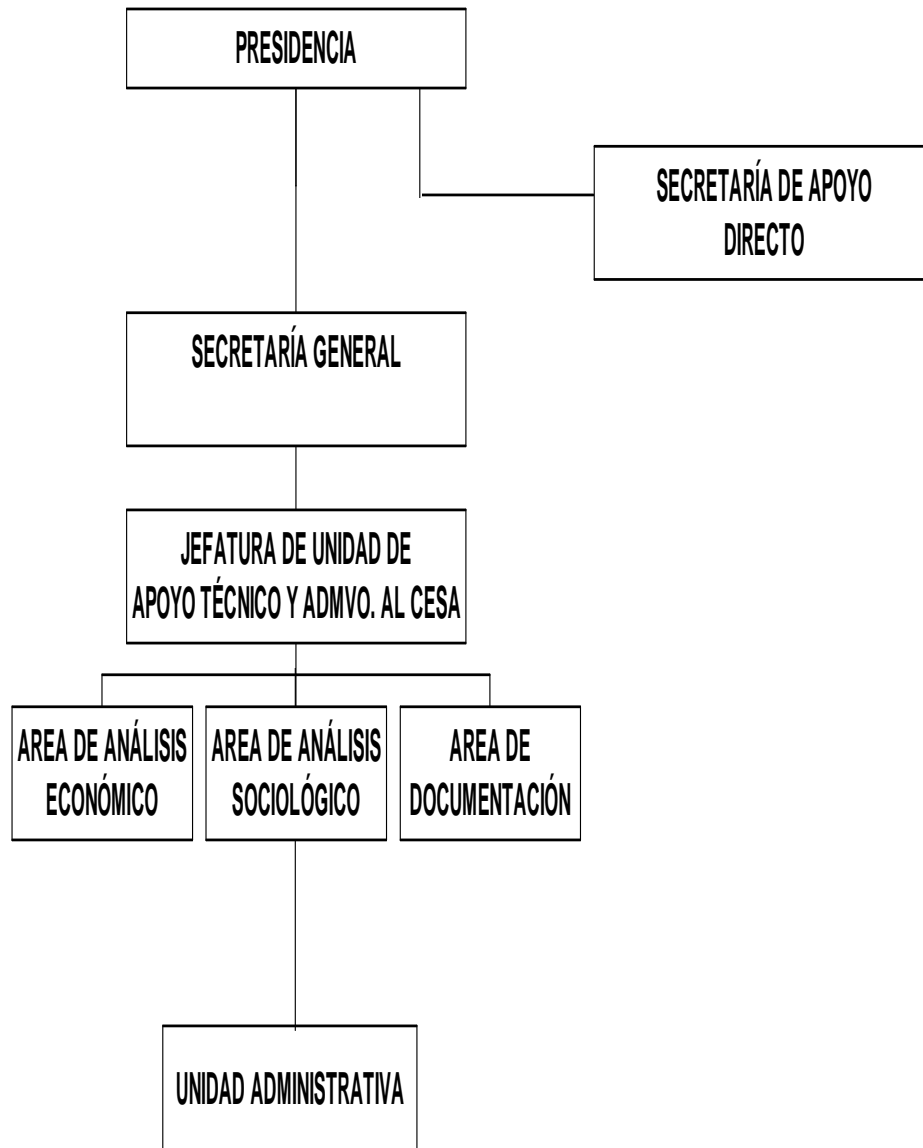 PRESIDENCIA
SECRETARÍA DE APOYO
DIRECTO
SECRETARÍA GENERAL
JEFATURA DE UNIDAD DE
APOYO TÉCNICO Y ADMVO. AL CESA
AREA DE ANÁLISIS
ECONÓMICO
AREA DE ANÁLISIS
SOCIOLÓGICO
AREA DE
DOCUMENTACIÓN
UNIDAD ADMINISTRATIVA